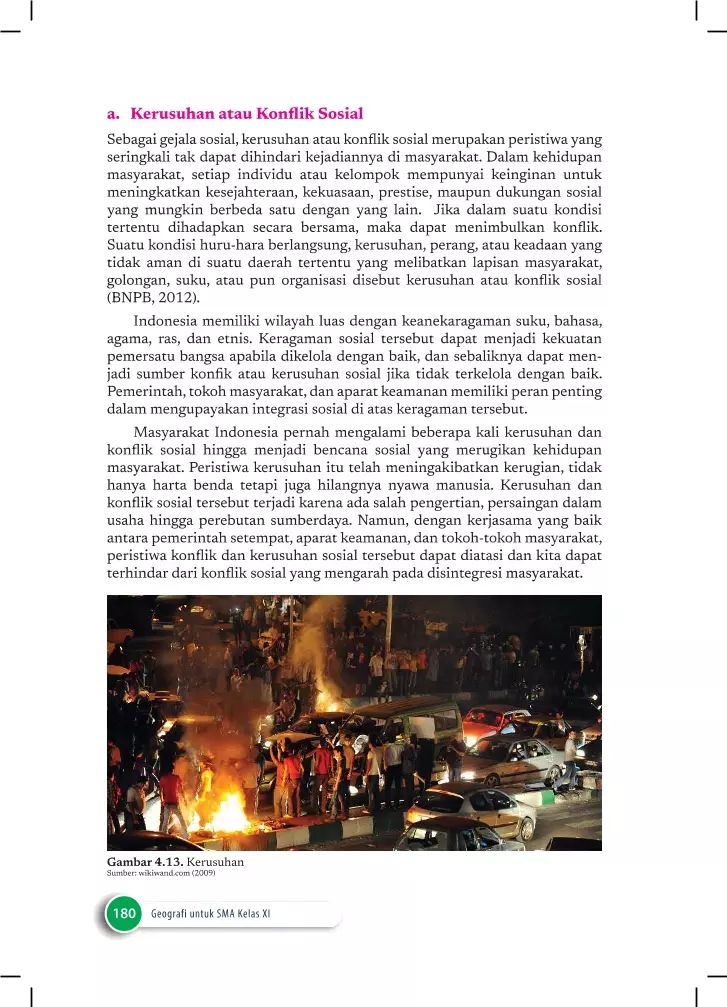 a. Kerusuhan atau Konflik Sosial
Sebagai gejala sosial, kerusuhan atau konflik sosial merupakan peristiwa yang
seringkali tak dapat dihindari kejadiannya di masyarakat. Dalam kehidupan
masyarakat, setiap individu atau kelompok mempunyai keinginan untuk
meningkatkan kesejahteraan, kekuasaan, prestise, maupun dukungan sosial
yang mungkin berbeda satu dengan yang lain. Jika dalam suatu kondisi
tertentu dihadapkan secara bersama, maka dapat menimbulkan konflik.
Suatu kondisi huru-hara berlangsung, kerusuhan, perang, atau keadaan yang
tidak aman di suatu daerah tertentu yang melibatkan lapisan masyarakat,
golongan, suku, atau pun organisasi disebut kerusuhan atau konflik sosial
(BNPB, 2012).
Indonesia memiliki wilayah luas dengan keanekaragaman suku, bahasa,
agama, ras, dan etnis. Keragaman sosial tersebut dapat menjadi kekuatan
pemersatu bangsa apabila dikelola dengan baik, dan sebaliknya dapat men-
jadi sumber konfik atau kerusuhan sosial jika tidak terkelola dengan baik.
Pemerintah, tokoh masyarakat, dan aparat keamanan memiliki peran penting
dalam mengupayakan integrasi sosial di atas keragaman tersebut.
Masyarakat Indonesia pernah mengalami beberapa kali kerusuhan dan
konflik sosial hingga menjadi bencana sosial yang merugikan kehidupan
masyarakat. Peristiwa kerusuhan itu telah meningakibatkan kerugian, tidak
hanya harta benda tetapi juga hilangnya nyawa manusia. Kerusuhan dan
konflik sosial tersebut terjadi karena ada salah pengertian, persaingan dalam
usaha hingga perebutan sumberdaya. Namun, dengan kerjasama yang baik
antara pemerintah setempat, aparat keamanan, dan tokoh-tokoh masyarakat,
peristiwa konflik dan kerusuhan sosial tersebut dapat diatasi dan kita dapat
terhindar dari konflik sosial yang mengarah pada disintegresi masyarakat.
Gambar 4.13. Kerusuhan
Sumber: wikiwand.com (2009)
180 Geografi untuk SMA Kelas XI